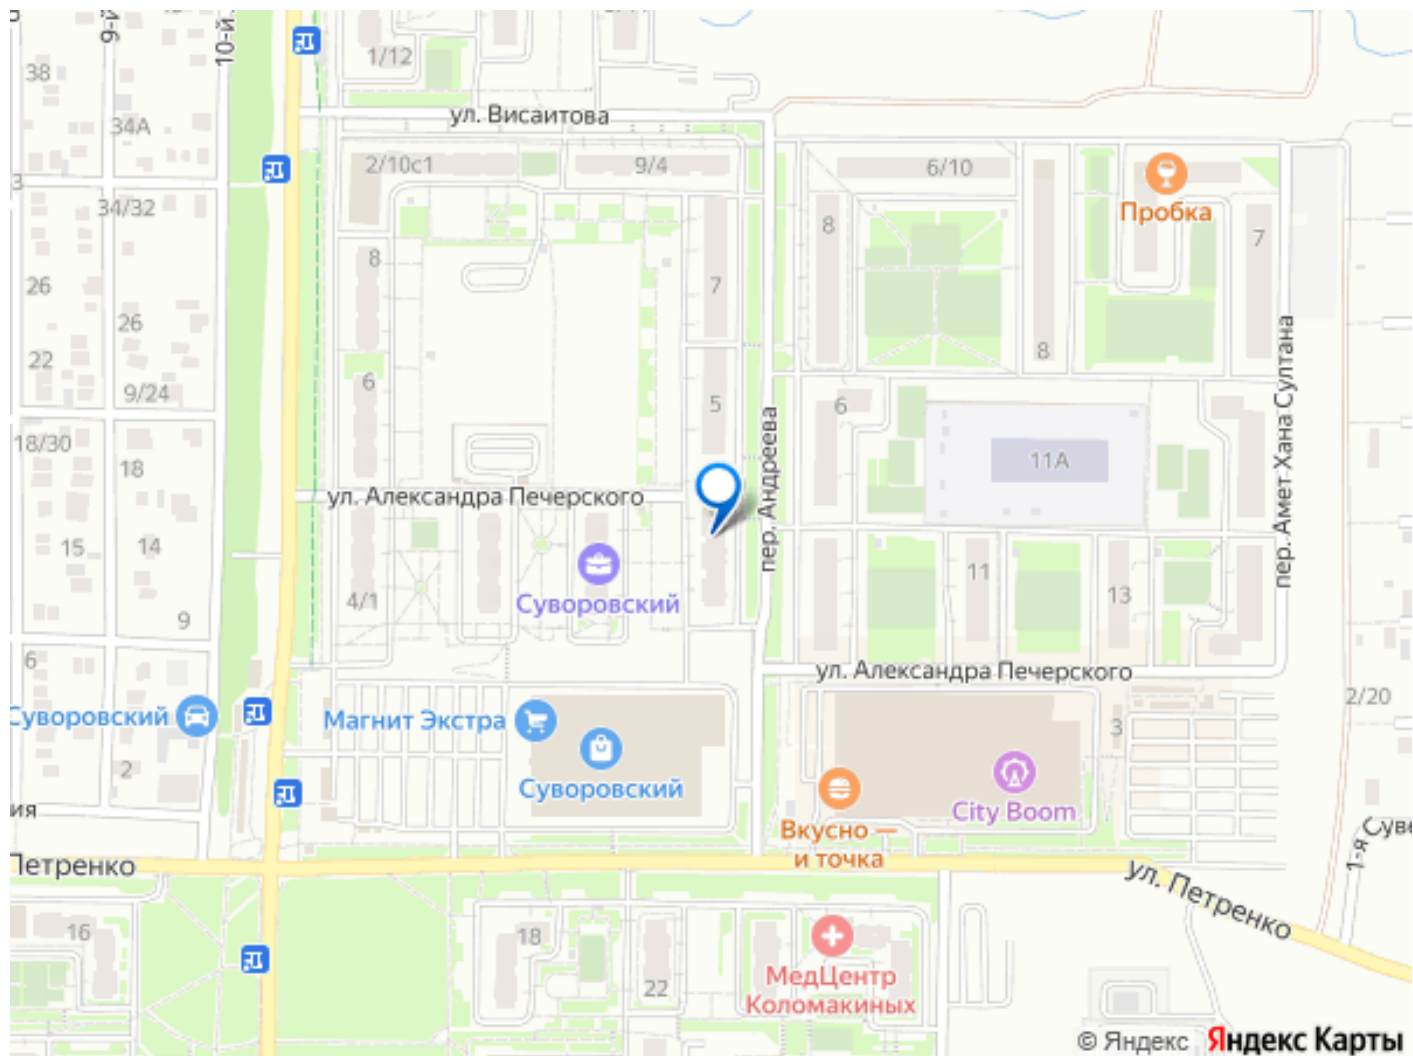 9-й
10-й
1/12
38
ул. Висаитова
34А
2/10с1
9/4
6/10
Пробка
3
34/32
8
7
8
26
7
26
22
6
8
9/24
5
6
пер. Амет Хана Султана
18/30
18
11А
пер. Андреева
ул. Александра Печерского
15
14
4/1
Суворовский
11
13
9
6
ул. Александра Печерского
2/20
Суворовский
Магнит Экстра
3
2
Суворовский
City Boom
ия
Вкусно —
и точка
1-я Суве
Петренко
ул. Петренко
16
18
22
МедЦентр
Коломакиных
© Яндекс Яндекс Карты